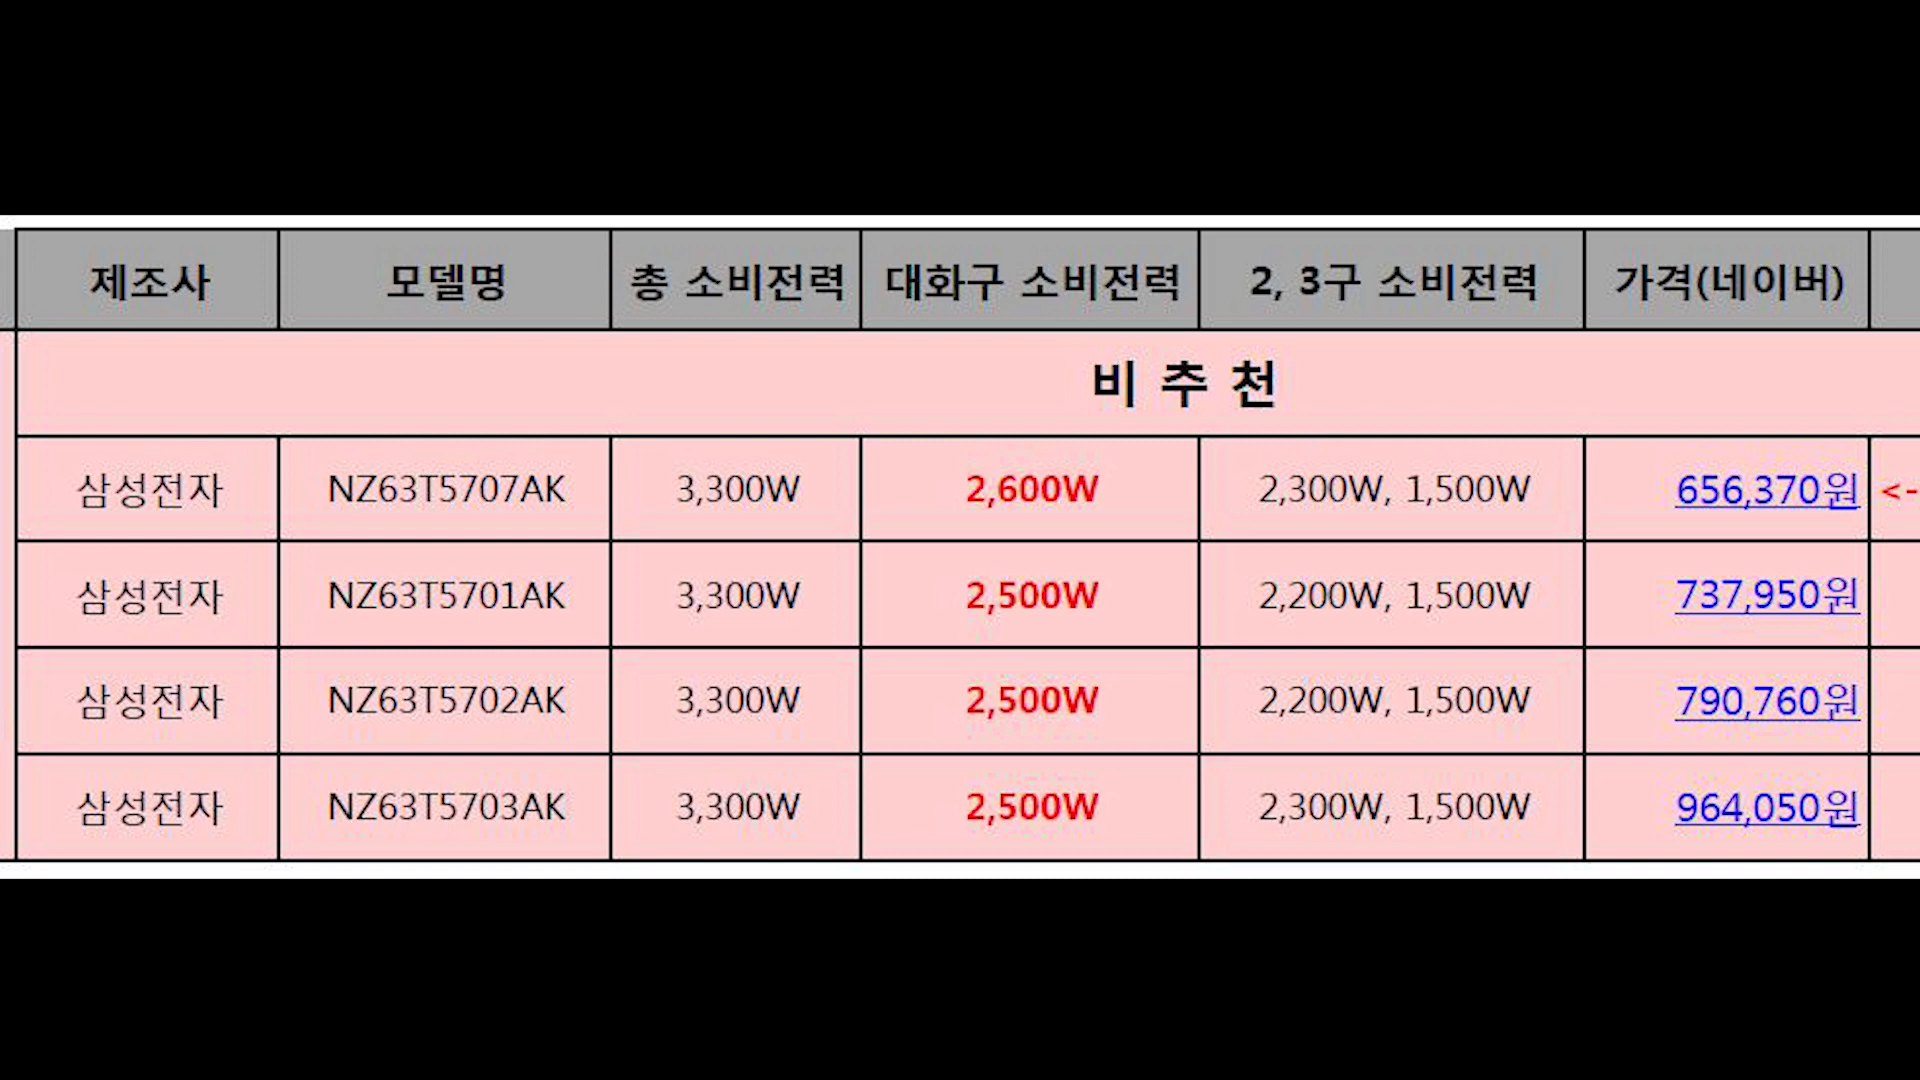 제조사 모델명 총 소비전력 대화구 소비전력 2, 3구 소비전력 가격(네이버)
비 추 천
삼성전자 NZ63T5707AK 3,300W 2,600W 2,300W, 1,500W 656,370원 <-
삼성전자 NZ63T5701AK 3,300W 2,500W 2,200W, 1,500W 737,950원
삼성전자 NZ63T5702AK 3,300W 2,500W 2,200W, 1,500W 790,760원
삼성전자 NZ63T5703AK 3,300W 2,500W 2,300W, 1,500W 964,050원